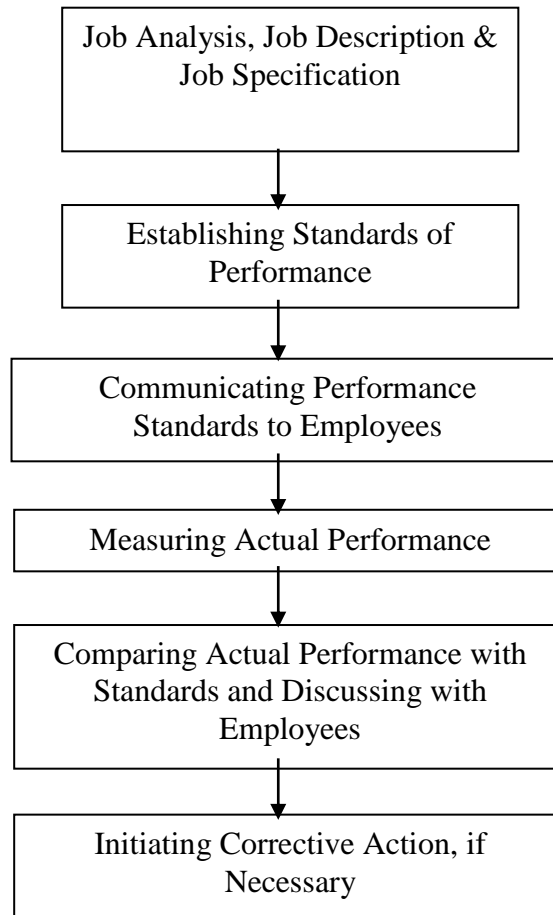 Job Analysis, Job Description &
Job Specification
Establishing Standards of
Performance
Communicating Performance
Standards to Employees
Measuring Actual Performance
Comparing Actual Performance with
Standards and Discussing with
Employees
Initiating Corrective Action, if
Necessary